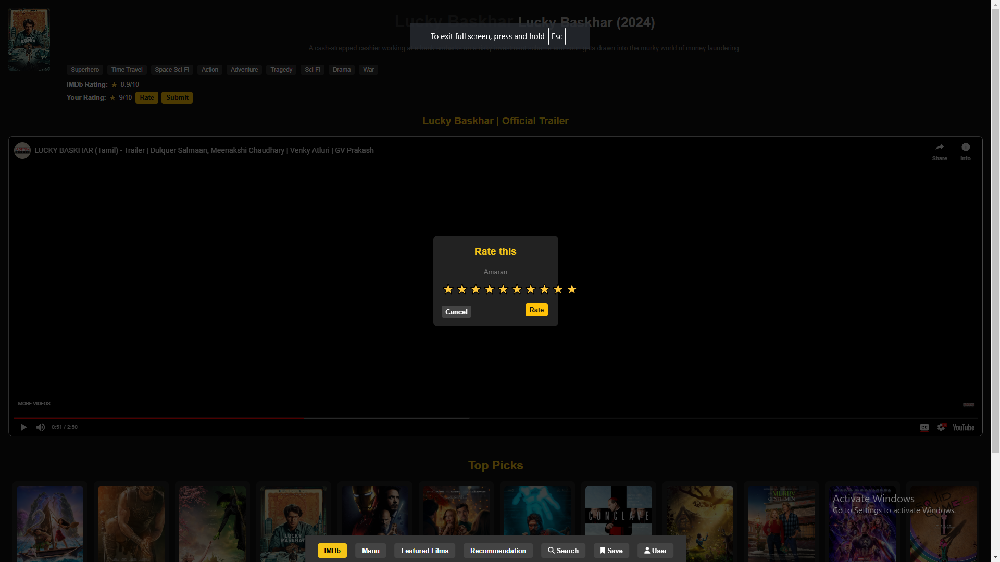 Lucky Baskhar Lucky Baskhar (2024)
To exit full screen, press and hold Esc
A cash-strapped cashier working at a bank embarks on a risky investment scheme and soon gets drawn into the murky world of money laundering.
Superhero Time Travel Space Sci-Fi Action Adventure Tragedy Sci-Fi Drama War
IMDb Rating: ★ 8.9/10
Your Rating: ★ 9/10 Rate Submit
Lucky Baskhar | Official Trailer
LUCKY BASKHAR (Tamil) - Trailer | Dulquer Salmaan, Meenakshi Chaudhary | Venky Atluri | GV Prakash
Share Info
Rate this
Amaran
Cancel Rate
MORE VIDEOS
0:51 / 2:50
CC HD YouTube
Top Picks
LUCKY
BASKHAR
CONCLAVE
MERRY
GENTLEMEN
Activate Windows
Go to Settings to activate Windows.
IMDb Menu Featured Films Recommendation Search Save User